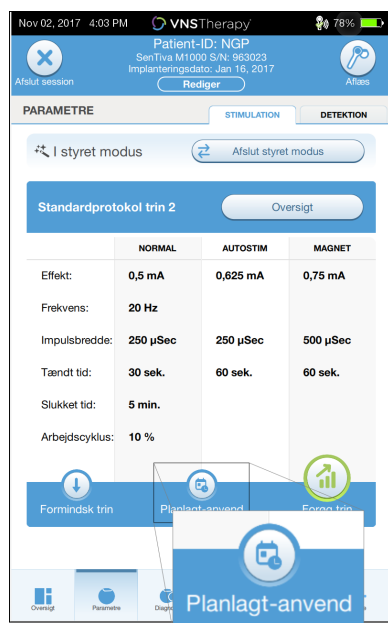 Nov 02, 2017 4:03 PM VNSTherapy 78%
Patient-ID: NGP
SenTiva M1000 S/N: 963023
Implanteringsdato: Jan 16, 2017
Afslut session Rediger Aflæs
PARAMETRE STIMULATION DETEKTION
I styret modus Afslut styret modus
Standardprotokol trin 2 Oversigt
NORMAL AUTOSTIM MAGNET
Effekt: 0,5 mA 0,625 mA 0,75 mA
Frekvens: 20 Hz
Impulsbredde: 250 µSec 250 µSec 500 µSec
Tændt tid: 30 sek. 60 sek. 60 sek.
Slukket tid: 5 min.
Arbejdscyklus: 10 %
Formindsk trin Planlagt-anvend Forøg trin
Planlagt-anvend
Oversigt Parametre